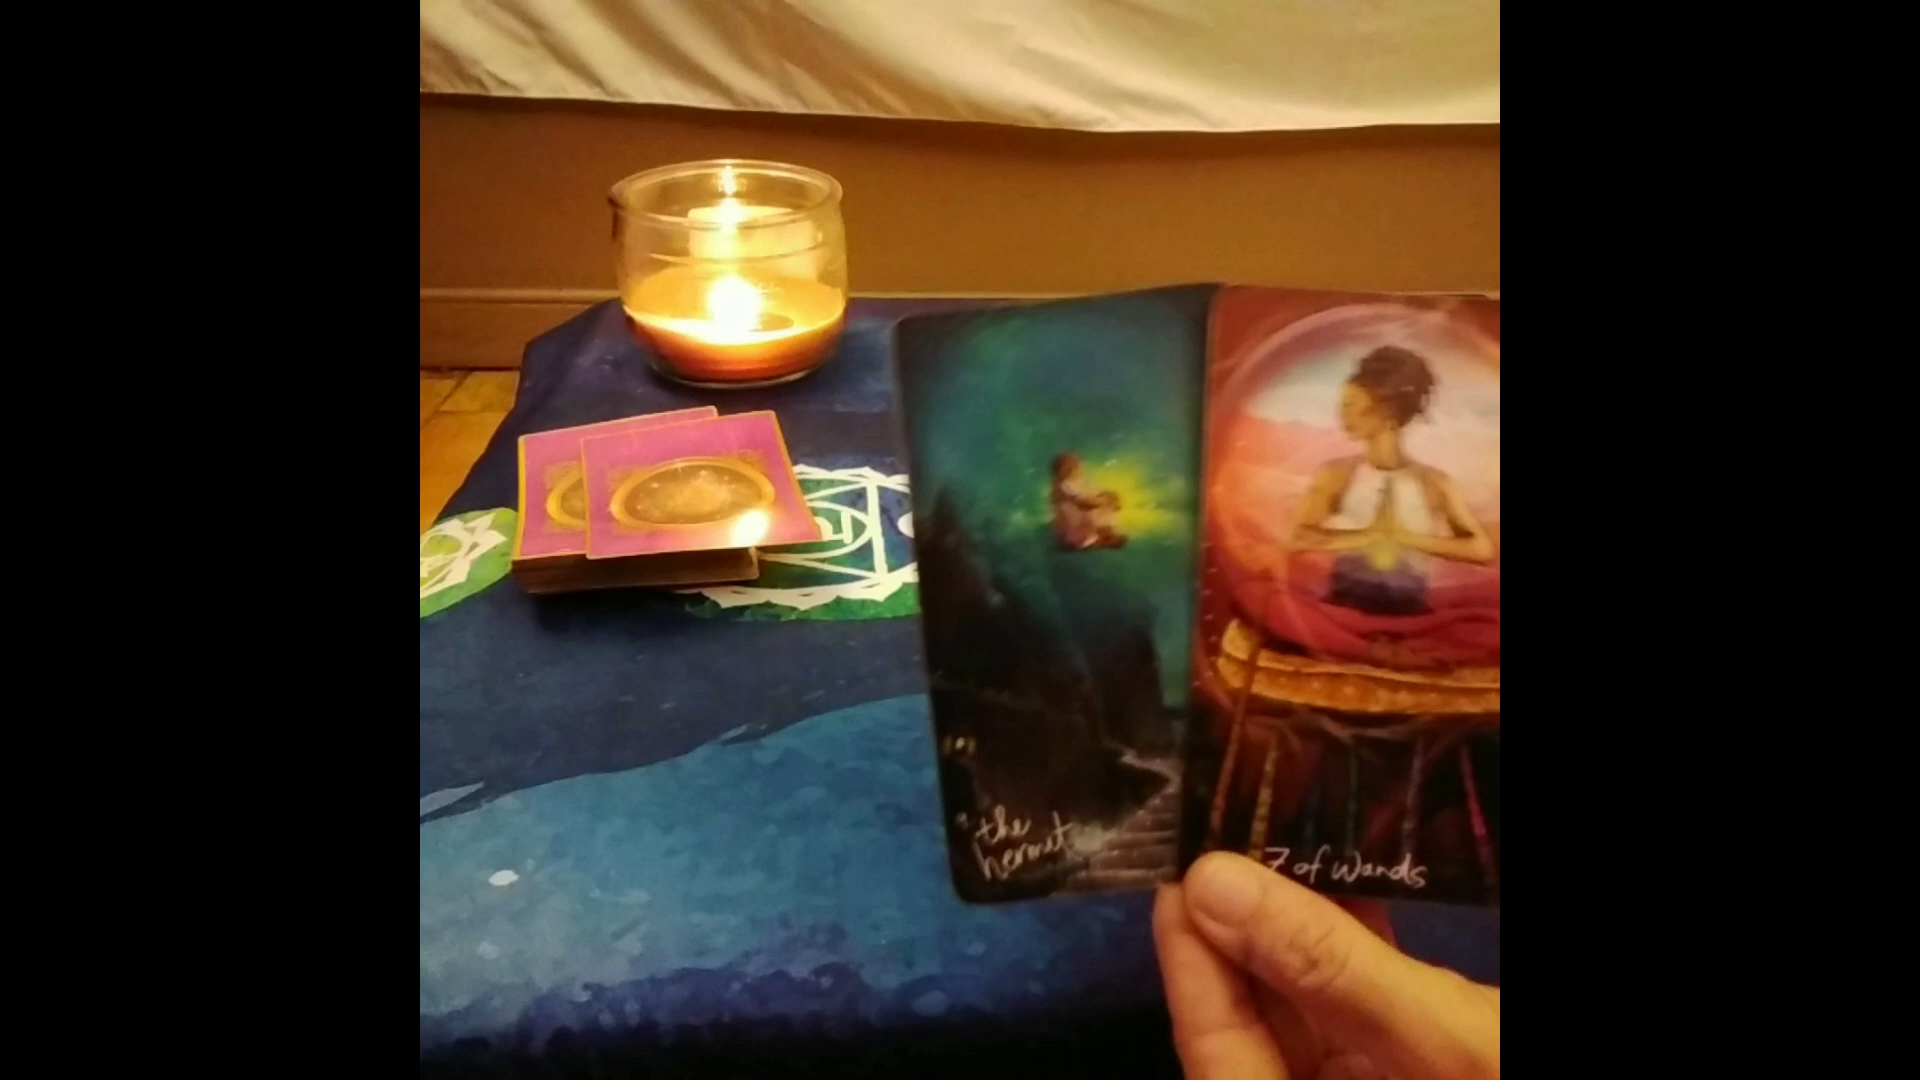 the
hermit
7 of Wands